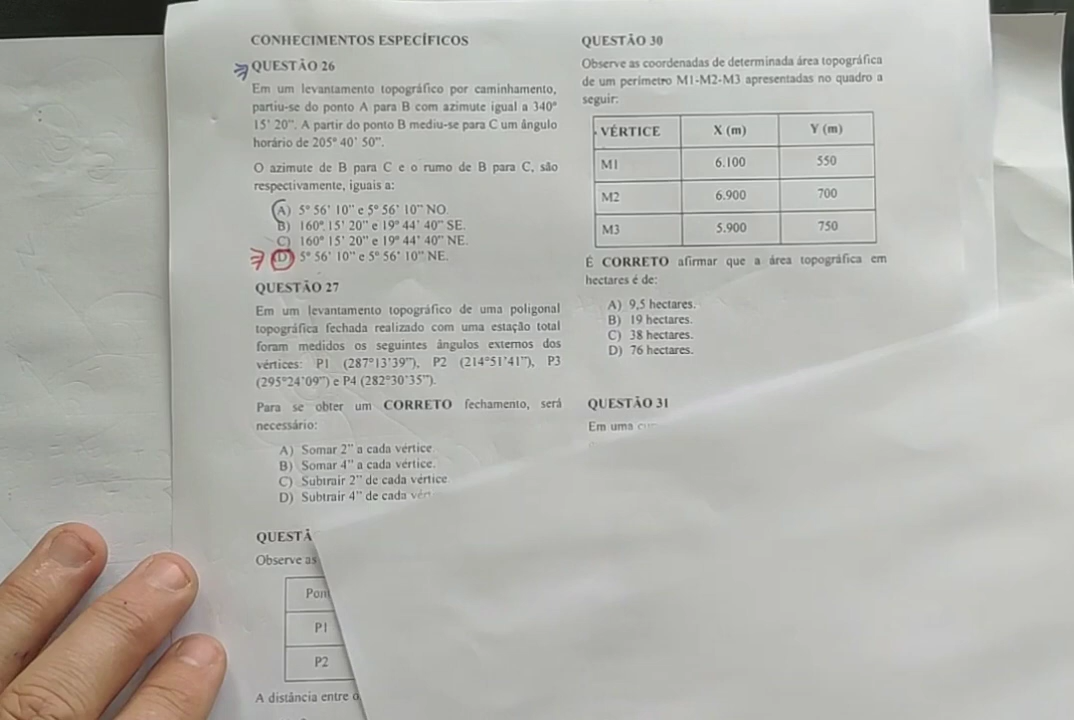 CONHECIMENTOS ESPECÍFICOS
QUESTÃO 26
Em um levantamento topográfico por caminhamento,
partiu-se do ponto A para B com azimute igual a 340°
15' 20". A partir do ponto B mediu-se para C um ângulo
horário de 205° 40' 50".
O azimute de B para C e o rumo de B para C, são
respectivamente, iguais a:
A) 5° 56' 10" e 5° 56' 10" NO.
B) 160° 15' 20" e 19° 44' 40" SE.
C) 160° 15' 20" e 19° 44' 40" NE.
D) 5° 56' 10" e 5° 56' 10" NE.
QUESTÃO 27
Em um levantamento topográfico de uma poligonal
topográfica fechada realizado com uma estação total
foram medidos os seguintes ângulos externos dos
vértices: P1 (287°13'39"), P2 (214°51'41"), P3
(295°24'09") e P4 (282°30'35").
Para se obter um CORRETO fechamento, será
necessário:
A) Somar 2" a cada vértice
B) Somar 4" a cada vértice.
C) Subtrair 2" de cada vértice
D) Subtrair 4" de cada vért
QUESTÃ
Observe as
Pont
P1
P2
A distância entre o
QUESTÃO 30
Observe as coordenadas de determinada área topográfica
de um perímetro M1-M2-M3 apresentadas no quadro a
seguir:
VÉRTICE X (m) Y (m)
M1 6.100 550
M2 6.900 700
M3 5.900 750
É CORRETO afirmar que a área topográfica em
hectares é de:
A) 9,5 hectares.
B) 19 hectares.
C) 38 hectares.
D) 76 hectares.
QUESTÃO 31
Em uma